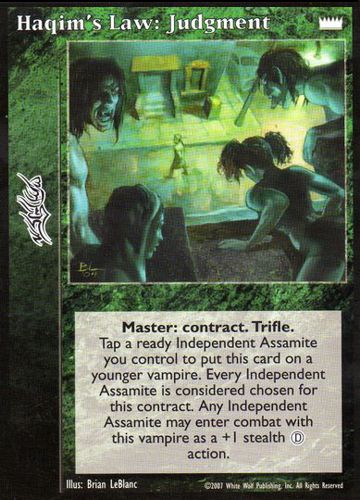 Haqim's Law: Judgment
Master: contract. Trifle.
Tap a ready Independent Assamite
you control to put this card on a
younger vampire. Every Independent
Assamite is considered chosen for
this contract. Any Independent
Assamite may enter combat with
this vampire as a +1 stealth Ⓓ
action.
Illus: Brian LeBlanc
©2007 White Wolf Publishing, Inc. All Rights Reserved